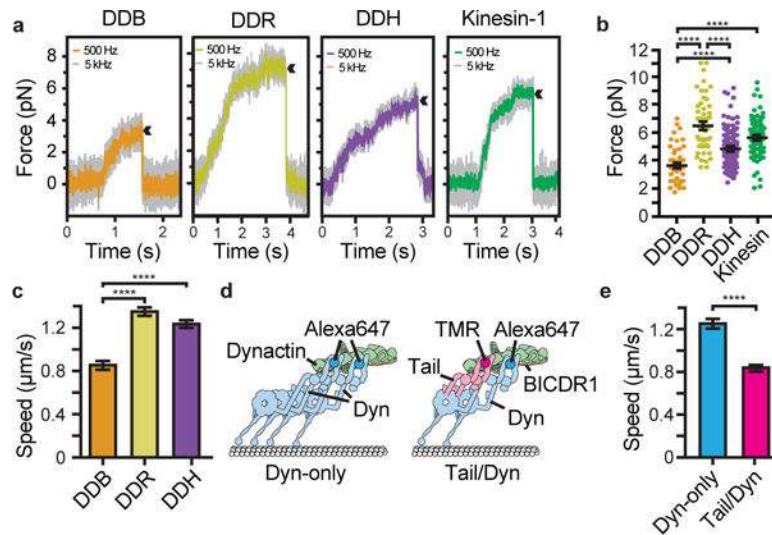 a
DDB
DDR
DDH
Kinesin-1
Force (pN)
8
6
4
2
0
500 Hz
5 kHz
500 Hz
5 kHz
500 Hz
5 kHz
500 Hz
5 kHz
0 1 2
0 1 2 3 4
0 1 2 3
0 1 2 3 4
Time (s)
Time (s)
Time (s)
Time (s)
b
****
**** ****
****
Force (pN)
12
10
8
6
4
2
0
DDB
DDR
DDH
Kinesin
c
****
****
Speed (µm/s)
1.2
0.8
0.4
0
DDB
DDR
DDH
d
Alexa647
Dynactin
Dyn
Dyn-only
TMR Alexa647
Tail
BICDR1
Dyn
Tail/Dyn
e
****
Speed (µm/s)
1.2
0.8
0.4
0
Dyn-only
Tail/Dyn